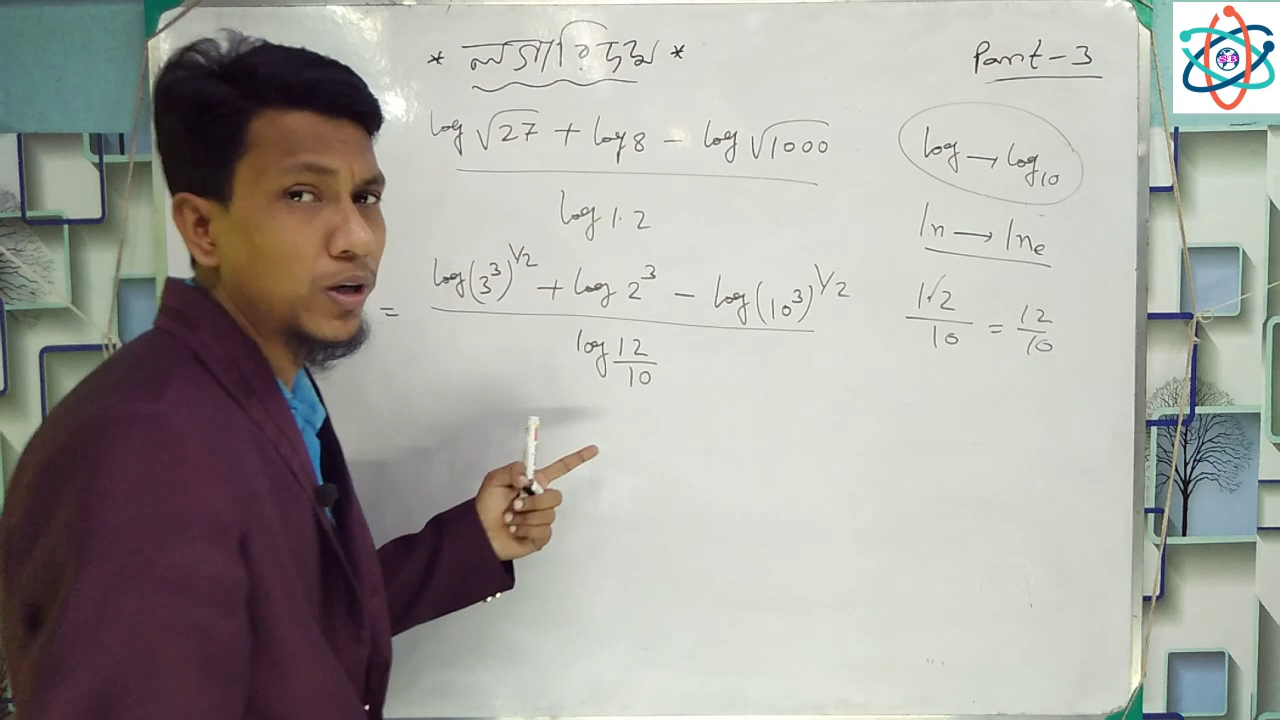 * লগারিদম *
Part-3
log √27 + log 8 − log √1000
log 1.2
log → log₁₀
ln → lnₑ
= log(3³)^1/2 + log 2³ − log(10³)^1/2
log 12/10
1.2/10 = 12/10
SB